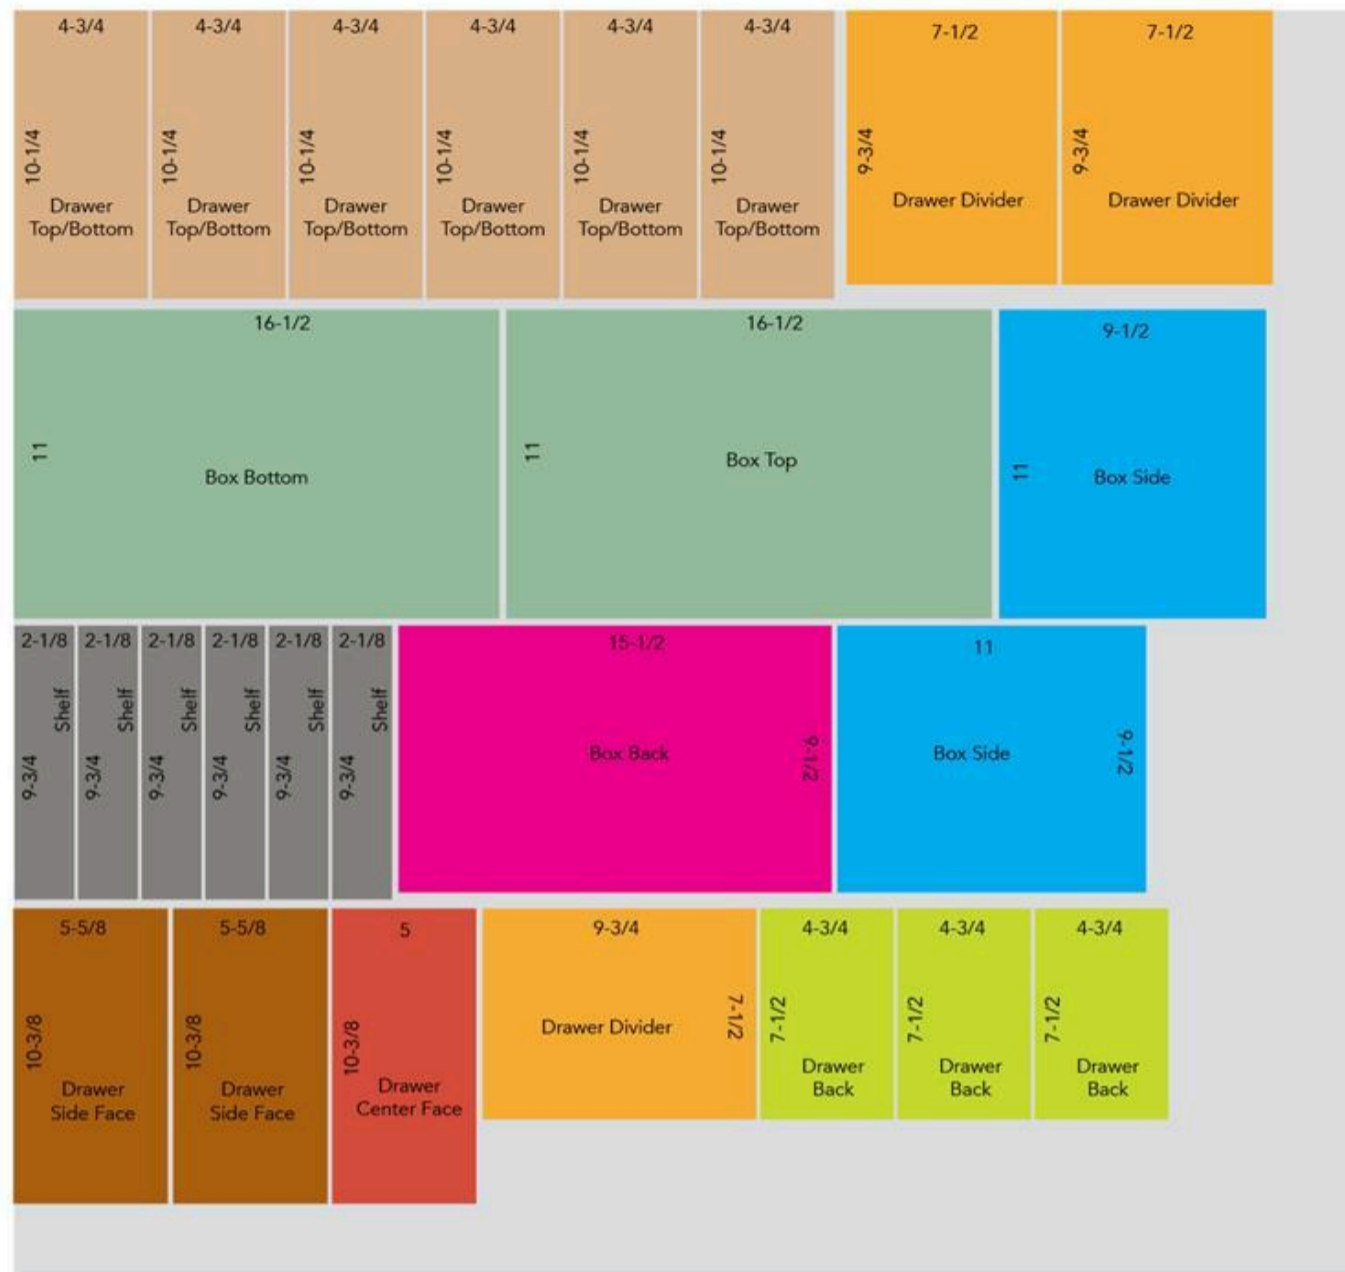 4-3/4
10-1/4
Drawer
Top/Bottom
4-3/4
10-1/4
Drawer
Top/Bottom
4-3/4
10-1/4
Drawer
Top/Bottom
4-3/4
10-1/4
Drawer
Top/Bottom
4-3/4
10-1/4
Drawer
Top/Bottom
4-3/4
10-1/4
Drawer
Top/Bottom
7-1/2
9-3/4
Drawer Divider
7-1/2
9-3/4
Drawer Divider
16-1/2
11
Box Bottom
16-1/2
11
Box Top
9-1/2
11
Box Side
2-1/8
Shelf
9-3/4
2-1/8
Shelf
9-3/4
2-1/8
Shelf
9-3/4
2-1/8
Shelf
9-3/4
2-1/8
Shelf
9-3/4
2-1/8
Shelf
9-3/4
15-1/2
Box Back
9-1/2
11
Box Side
9-1/2
5-5/8
10-3/8
Drawer
Side Face
5-5/8
10-3/8
Drawer
Side Face
5
10-3/8
Drawer
Center Face
9-3/4
Drawer Divider
7-1/2
4-3/4
7-1/2
Drawer
Back
4-3/4
7-1/2
Drawer
Back
4-3/4
7-1/2
Drawer
Back